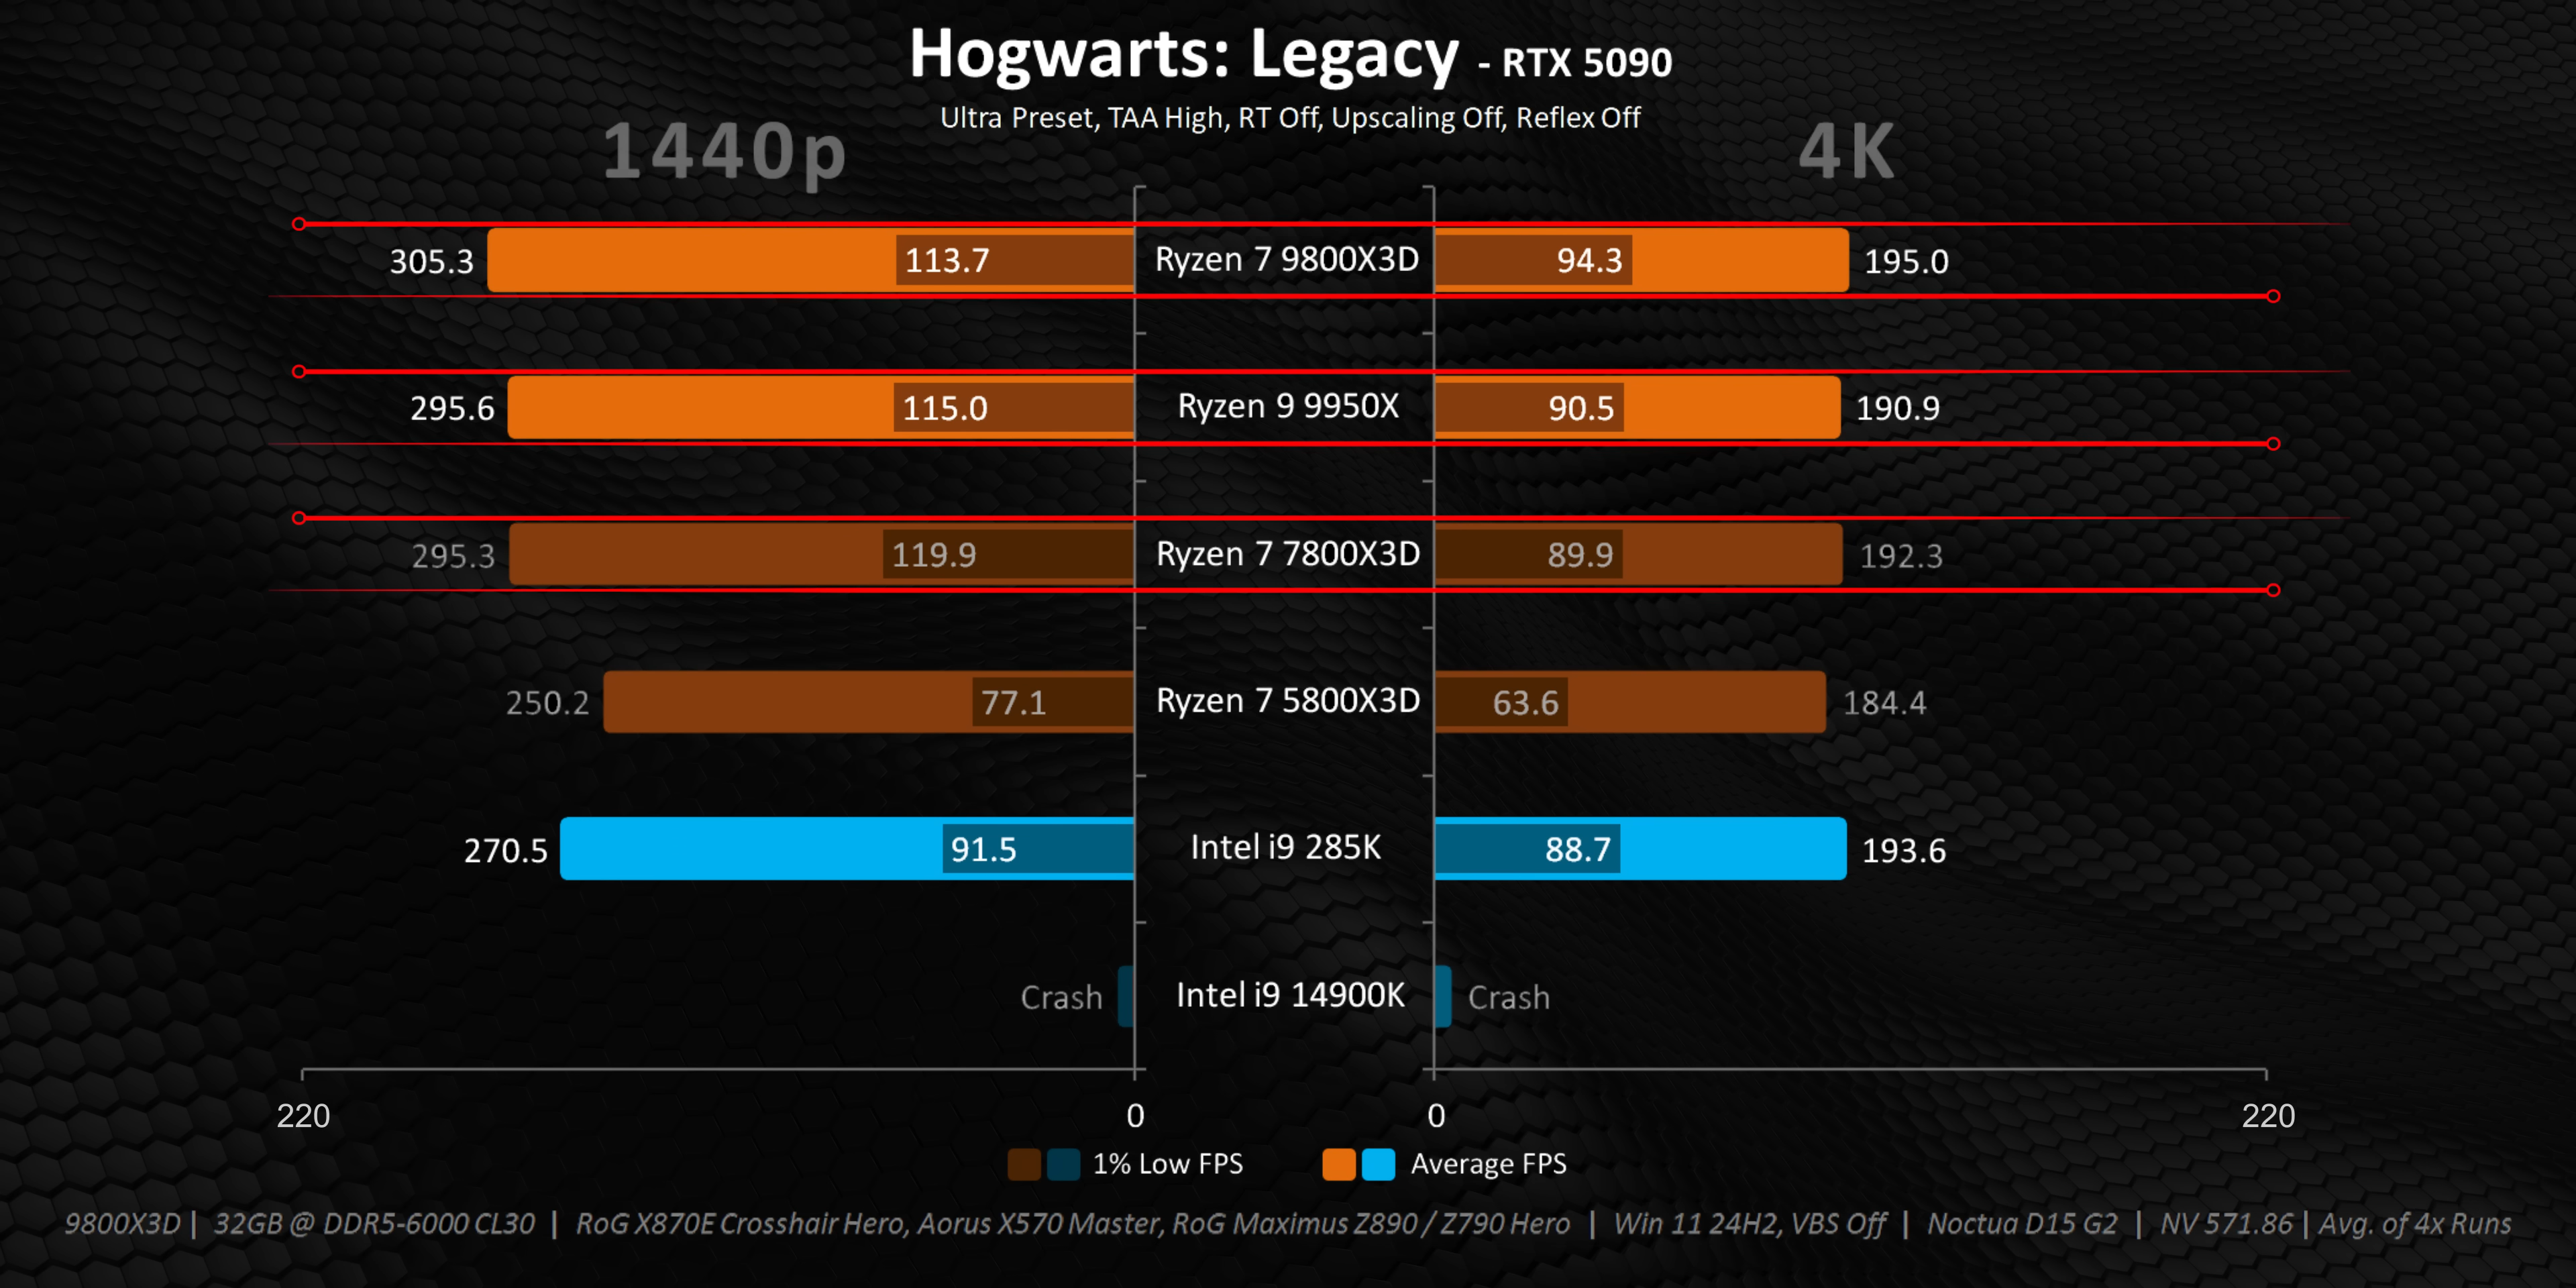 Hogwarts: Legacy - RTX 5090
Ultra Preset, TAA High, RT Off, Upscaling Off, Reflex Off
1440p 4K
305.3 113.7 Ryzen 7 9800X3D 94.3 195.0
295.6 115.0 Ryzen 9 9950X 90.5 190.9
295.3 119.9 Ryzen 7 7800X3D 89.9 192.3
250.2 77.1 Ryzen 7 5800X3D 63.6 184.4
270.5 91.5 Intel i9 285K 88.7 193.6
Crash Intel i9 14900K Crash
220 0 0 220
1% Low FPS Average FPS
9800X3D | 32GB @ DDR5-6000 CL30 | RoG X870E Crosshair Hero, Aorus X570 Master, RoG Maximus Z890 / Z790 Hero | Win 11 24H2, VBS Off | Noctua D15 G2 | NV 571.86 | Avg. of 4x Runs